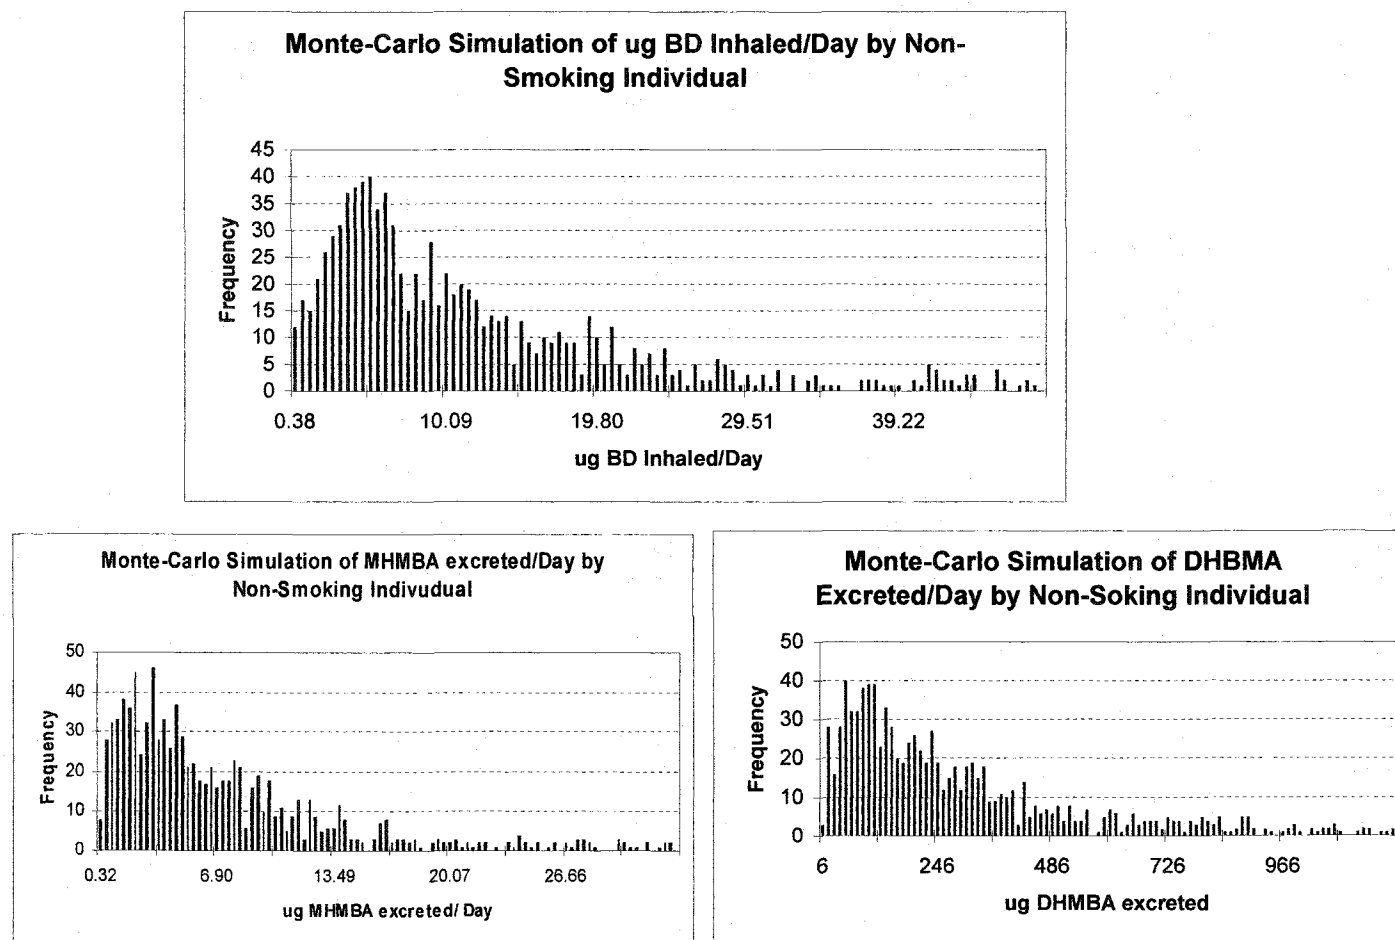 Monte-Carlo Simulation of ug BD Inhaled/Day by Non-
Smoking Individual
45
40
35
30
25
20
15
10
5
0
Frequency
0.38 10.09 19.80 29.51 39.22
ug BD Inhaled/Day
Monte-Carlo Simulation of MHMBA excreted/Day by
Non-Smoking Indivudual
50
40
30
20
10
0
Frequency
0.32 6.90 13.49 20.07 26.66
ug MHMBA excreted/ Day
Monte-Carlo Simulation of DHBMA
Excreted/Day by Non-Soking Individual
50
40
30
20
10
0
Frequency
6 246 486 726 966
ug DHMBA excreted